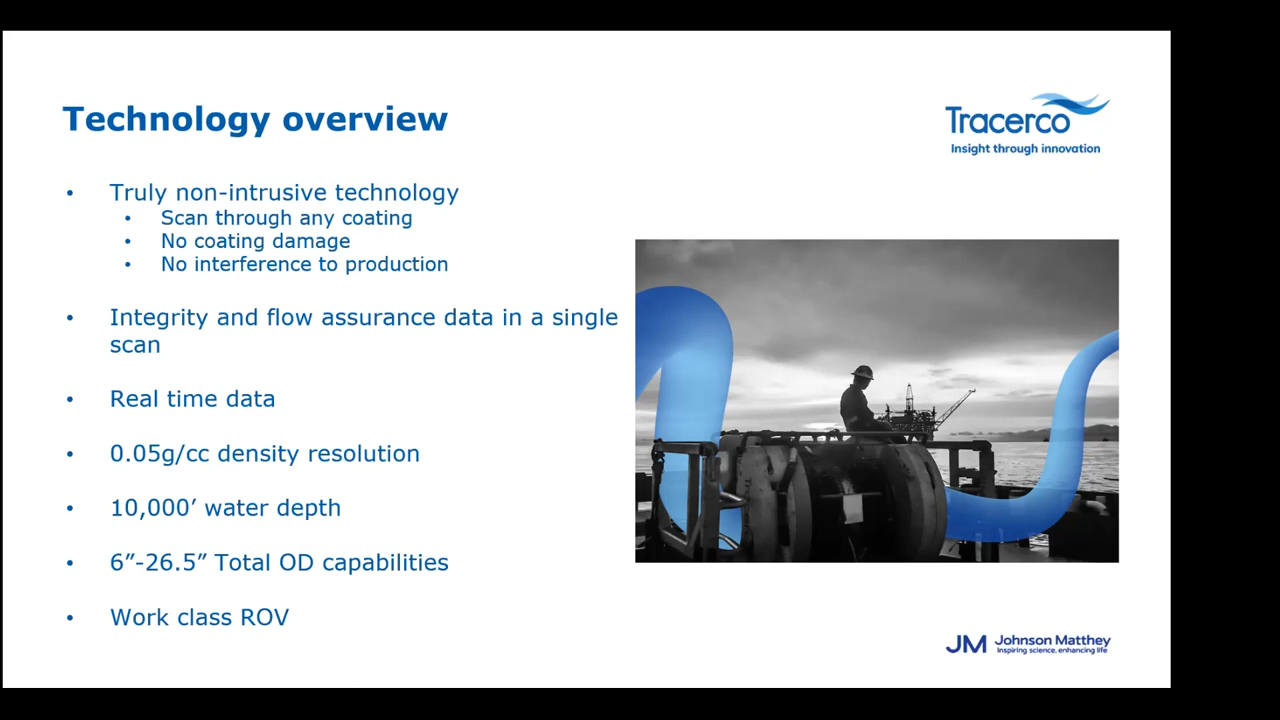 Technology overview
Tracerco
Insight through innovation
• Truly non-intrusive technology
• Scan through any coating
• No coating damage
• No interference to production
• Integrity and flow assurance data in a single
scan
• Real time data
• 0.05g/cc density resolution
• 10,000’ water depth
• 6”-26.5” Total OD capabilities
• Work class ROV
JM Johnson Matthey
Inspiring science, enhancing life